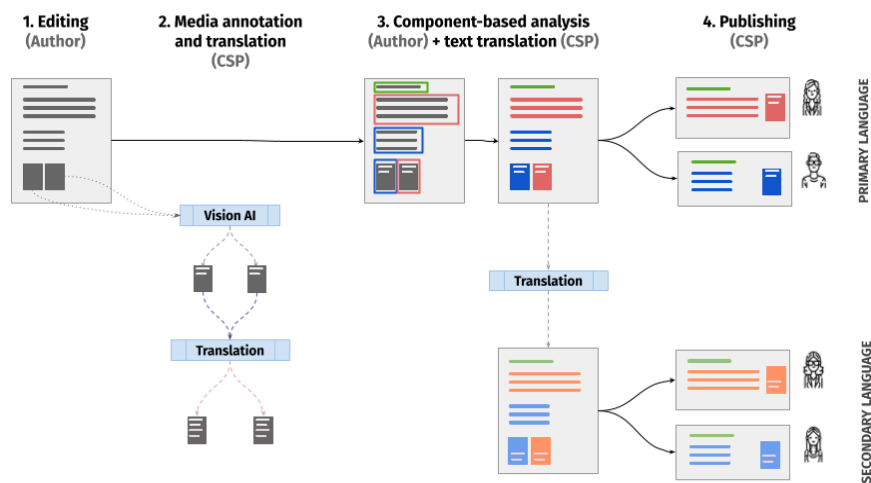 1. Editing
(Author)
2. Media annotation
and translation
(CSP)
3. Component-based analysis
(Author) + text translation (CSP)
4. Publishing
(CSP)
PRIMARY LANGUAGE
Vision AI
Translation
Translation
SECONDARY LANGUAGE